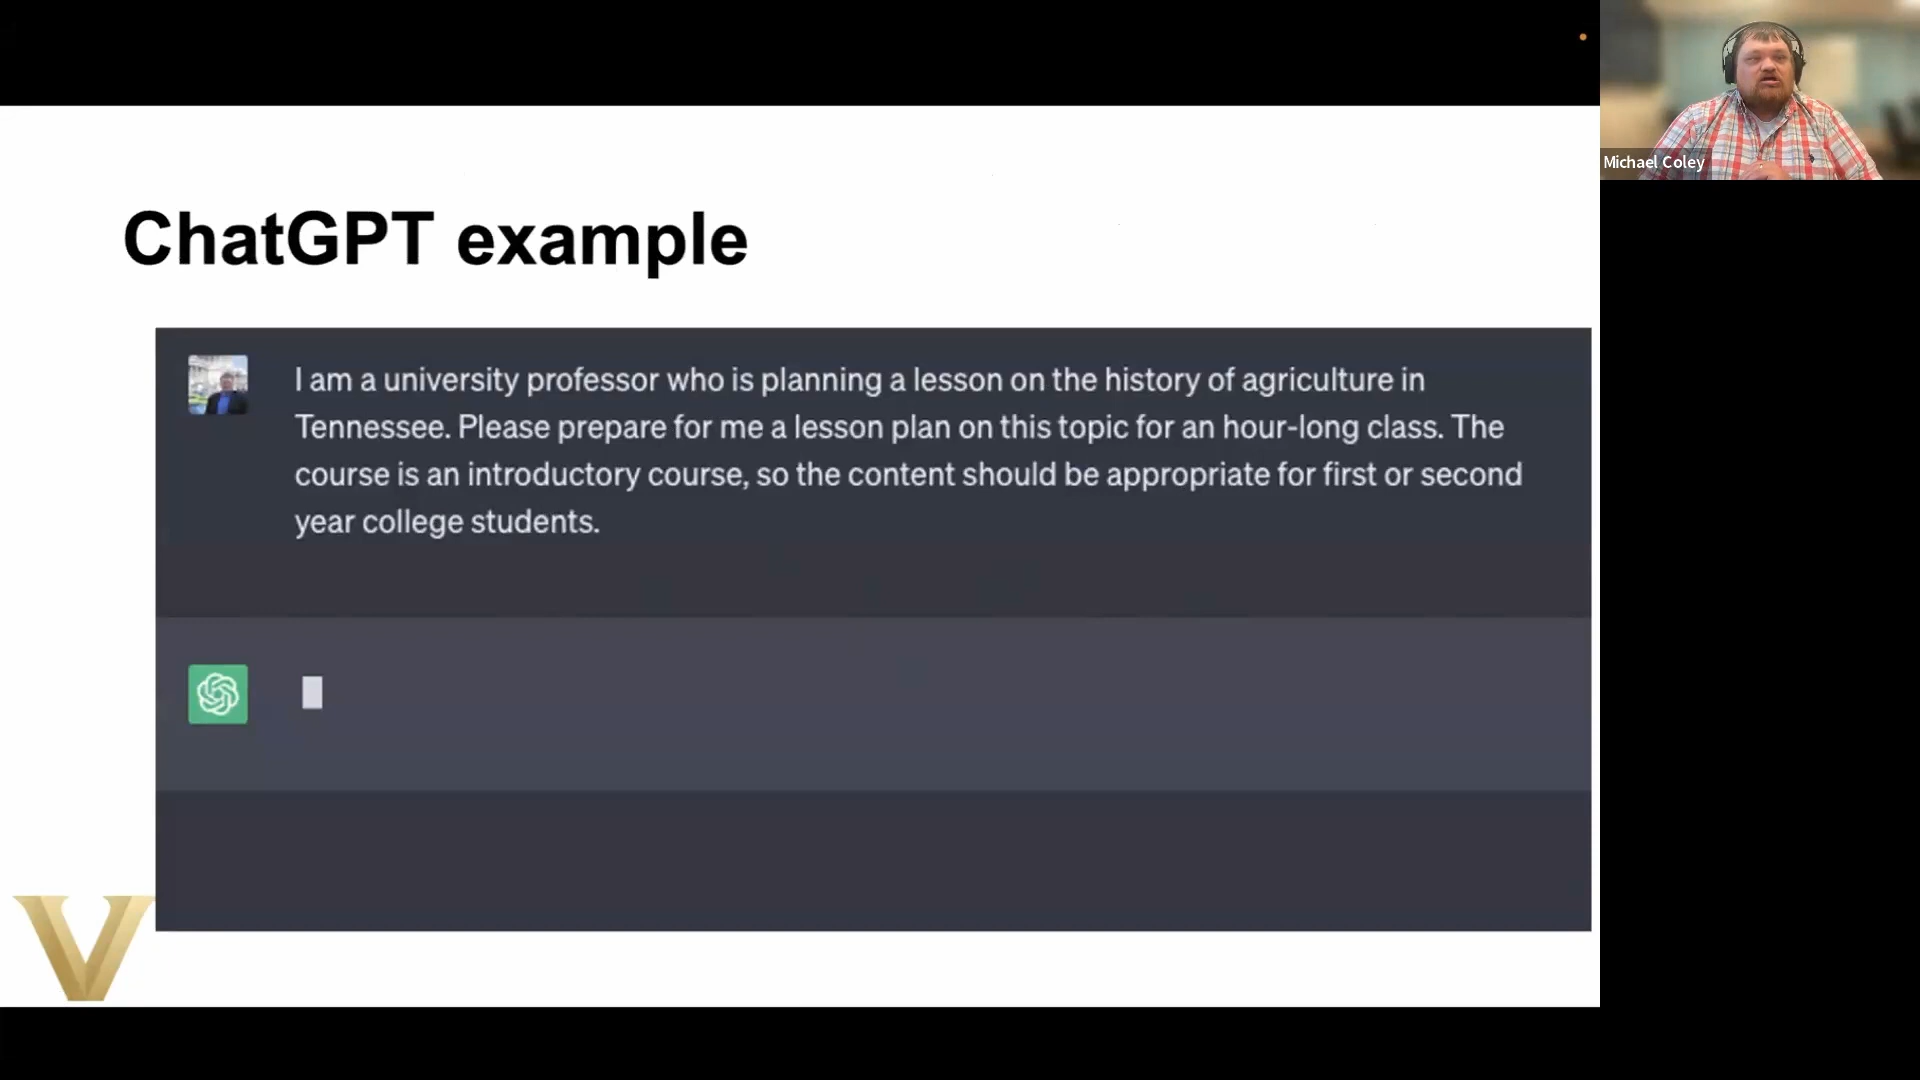 Michael Coley
ChatGPT example
I am a university professor who is planning a lesson on the history of agriculture in
Tennessee. Please prepare for me a lesson plan on this topic for an hour-long class. The
course is an introductory course, so the content should be appropriate for first or second
year college students.
V